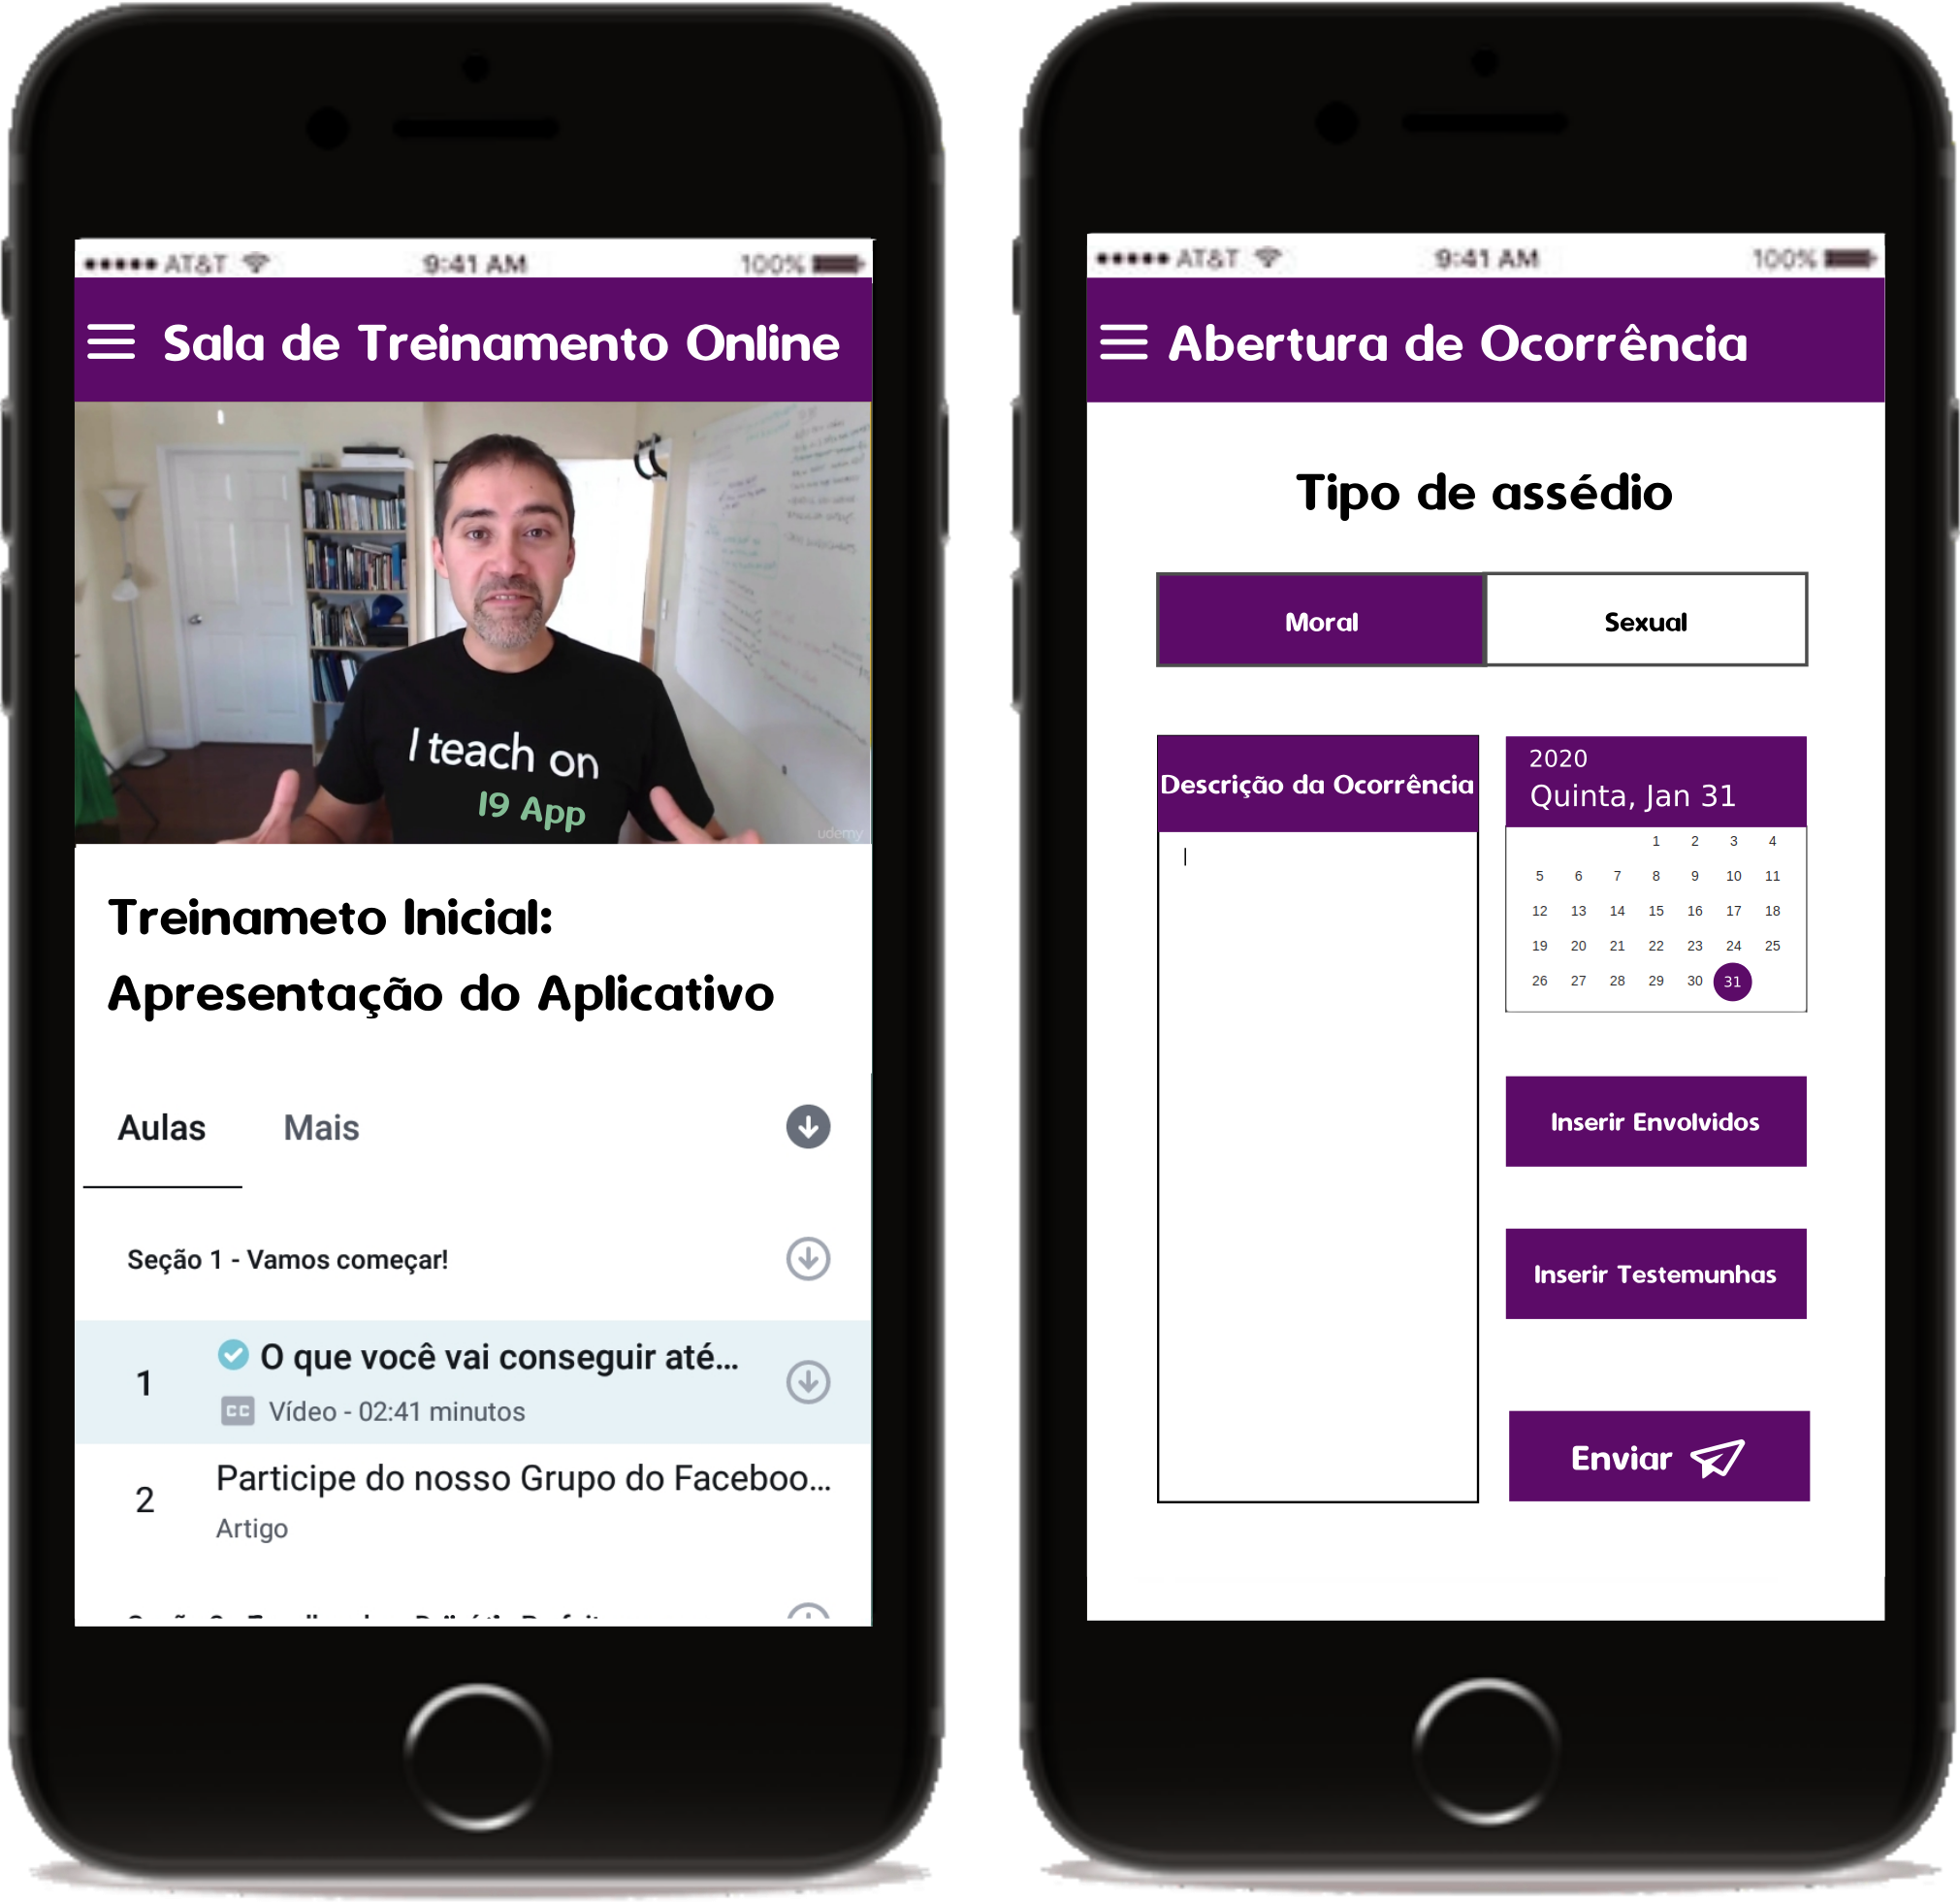 AT&T 9:41 AM 100%
Sala de Treinamento Online
I teach on
I9 App
udemy
Treinameto Inicial:
Apresentação do Aplicativo
Aulas Mais
Seção 1 - Vamos começar!
1 O que você vai conseguir até...
CC Vídeo - 02:41 minutos
2 Participe do nosso Grupo do Faceboo...
Artigo
AT&T 9:41 AM 100%
Abertura de Ocorrência
Tipo de assédio
Moral Sexual
Descrição da Ocorrência
2020
Quinta, Jan 31
1 2 3 4
5 6 7 8 9 10 11
12 13 14 15 16 17 18
19 20 21 22 23 24 25
26 27 28 29 30 31
Inserir Envolvidos
Inserir Testemunhas
Enviar